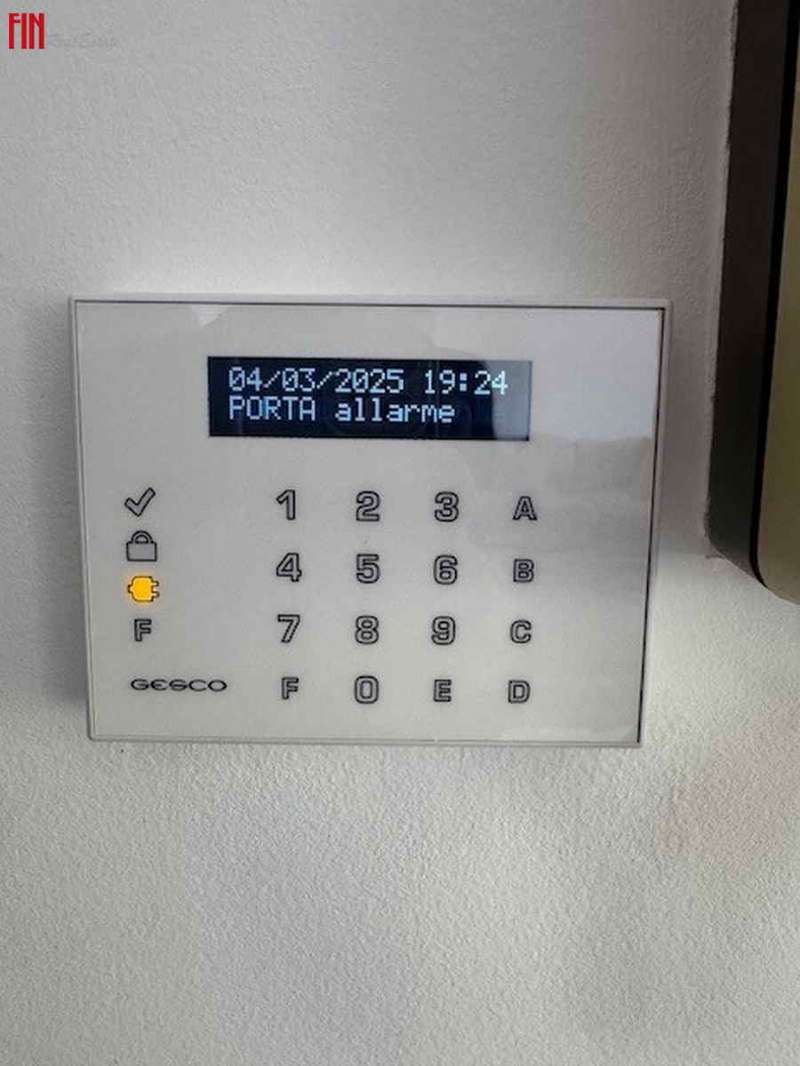 FIN
04/03/2025 19:24
PORTA allarme
1 2 3 A
4 5 6 B
F 7 8 9 C
GESCO F 0 E D